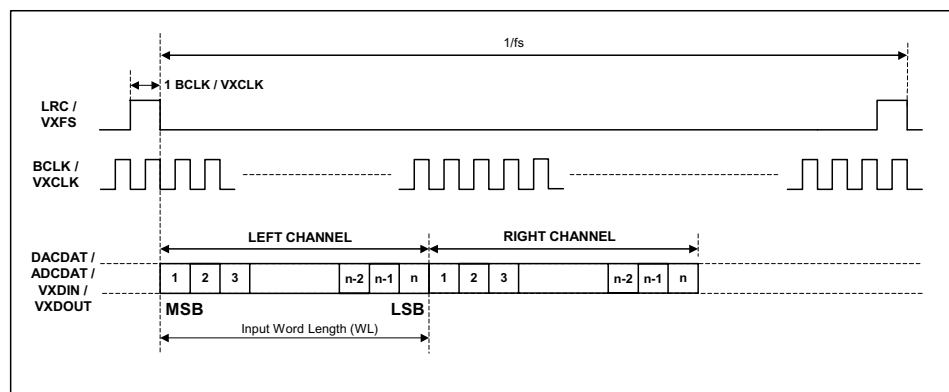 1/fs
1 BCLK / VXCLK
LRC /
VXFS
BCLK /
VXCLK
LEFT CHANNEL RIGHT CHANNEL
DACDAT /
ADCDAT /
VXDIN /
VXDOUT
1 2 3 n-2 n-1 n 1 2 3 n-2 n-1 n
MSB LSB
Input Word Length (WL)